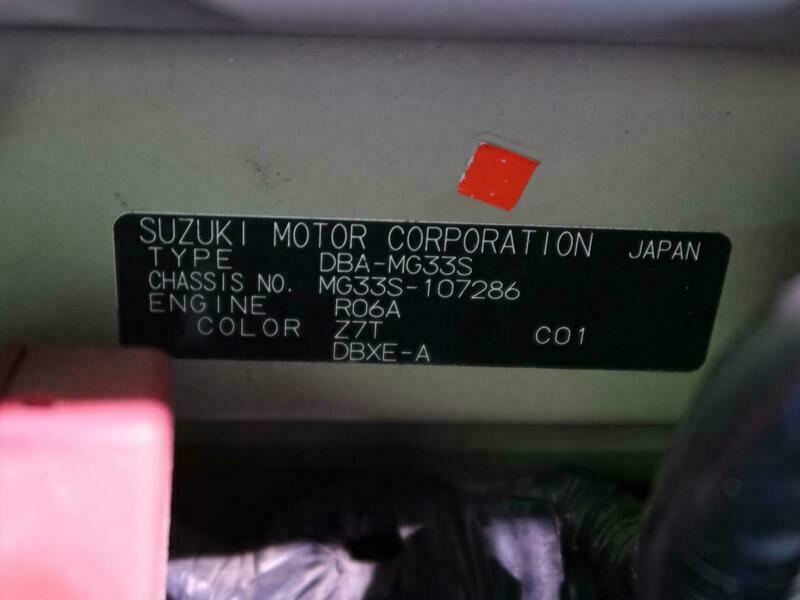 SUZUKI MOTOR CORPORATION JAPAN
TYPE DBA-MG33S
CHASSIS NO. MG33S-107286
ENGINE R06A
COLOR Z7T C01
DBXE-A